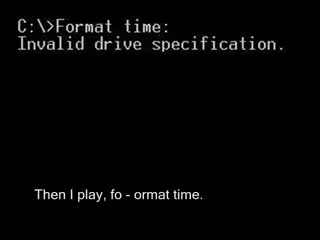 C:\>Format time:
Invalid drive specification.
Then I play, fo - ormat time.